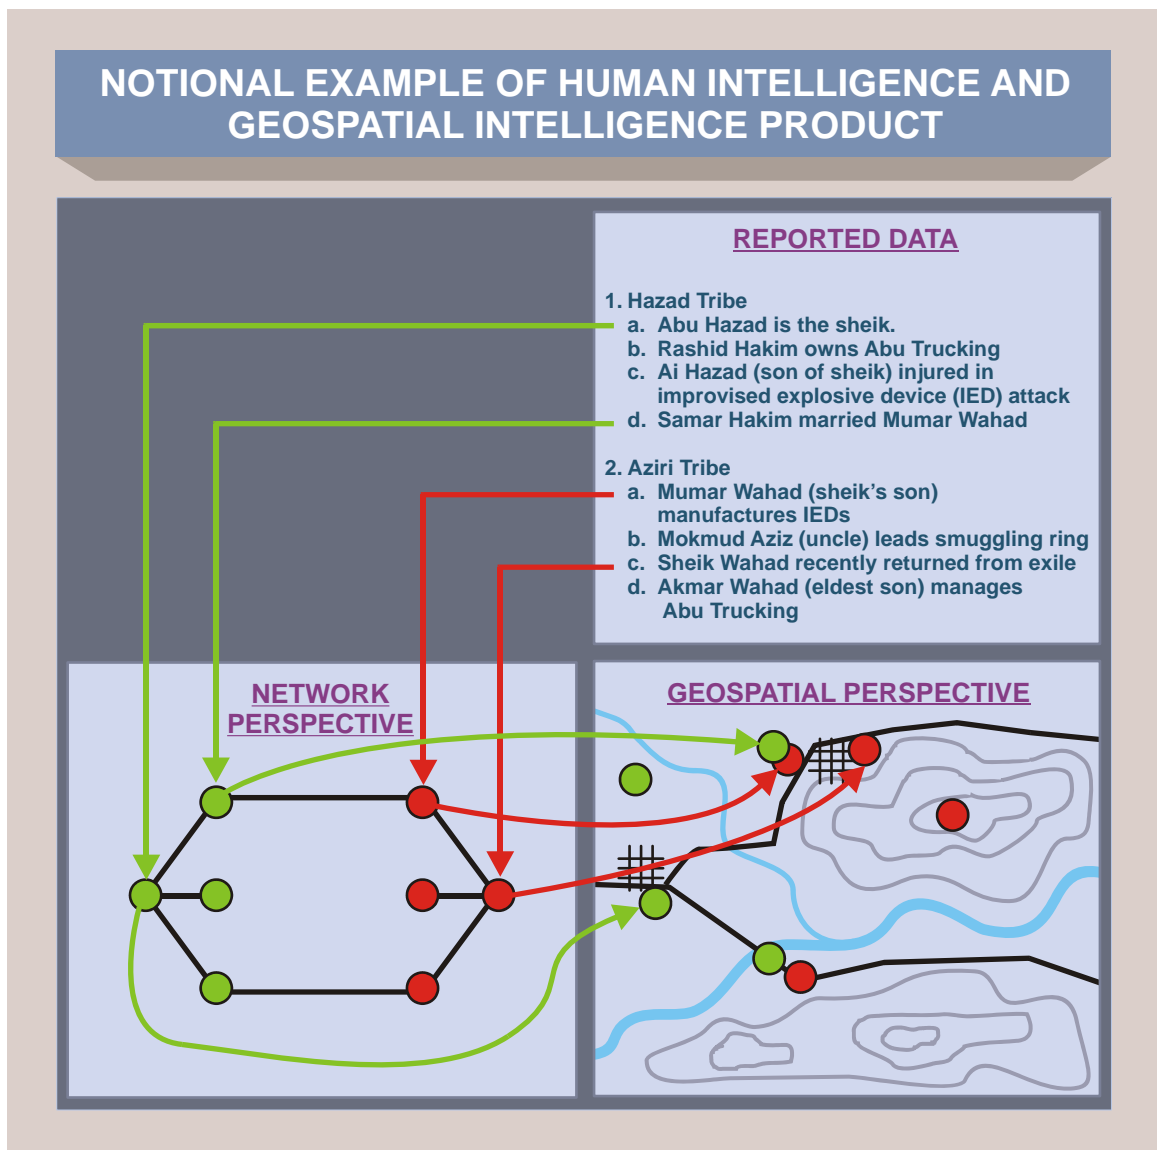 NOTIONAL EXAMPLE OF HUMAN INTELLIGENCE AND
GEOSPATIAL INTELLIGENCE PRODUCT
REPORTED DATA
1. Hazad Tribe
a. Abu Hazad is the sheik.
b. Rashid Hakim owns Abu Trucking
c. Ai Hazad (son of sheik) injured in
improvised explosive device (IED) attack
d. Samar Hakim married Mumar Wahad
2. Aziri Tribe
a. Mumar Wahad (sheik’s son)
manufactures IEDs
b. Mokmud Aziz (uncle) leads smuggling ring
c. Sheik Wahad recently returned from exile
d. Akmar Wahad (eldest son) manages
Abu Trucking
NETWORK
PERSPECTIVE
GEOSPATIAL PERSPECTIVE